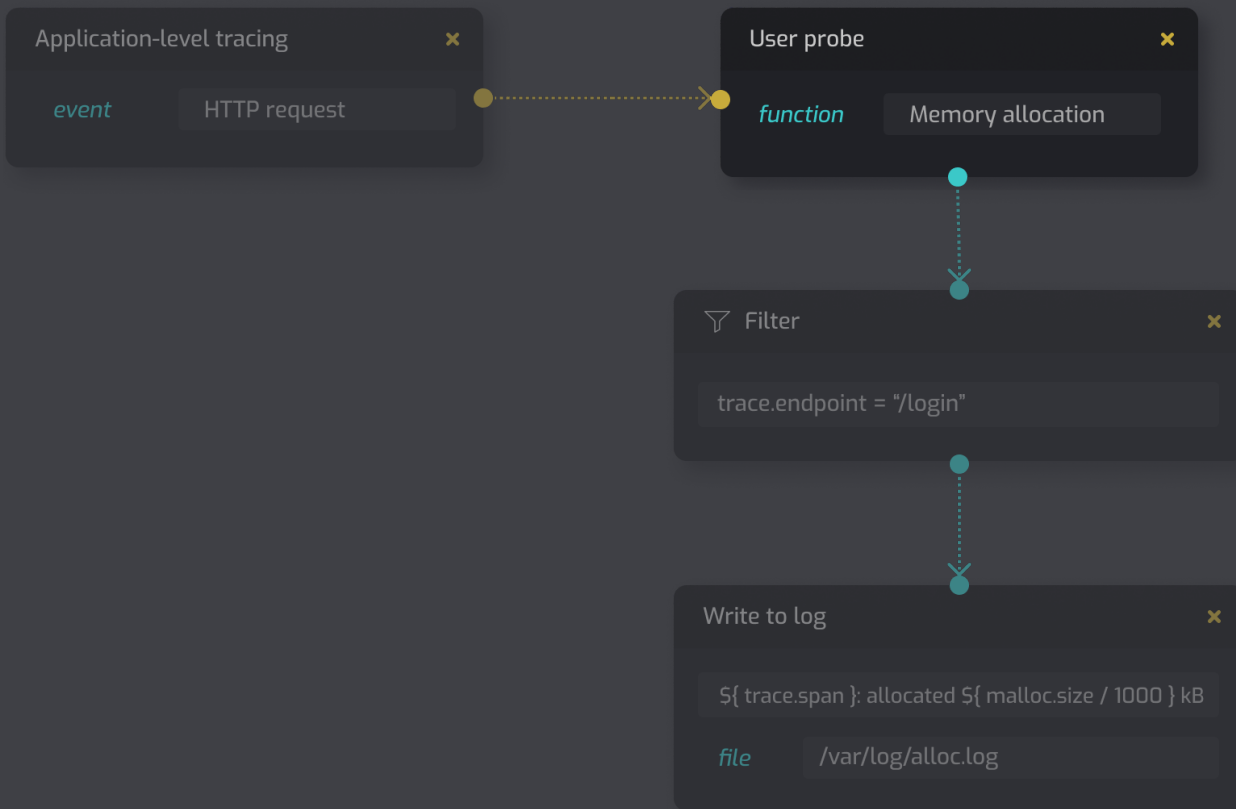 Application-level tracing
event HTTP request
User probe
function Memory allocation
Filter
trace.endpoint = “/login”
Write to log
${ trace.span }: allocated ${ malloc.size / 1000 } kB
file /var/log/alloc.log